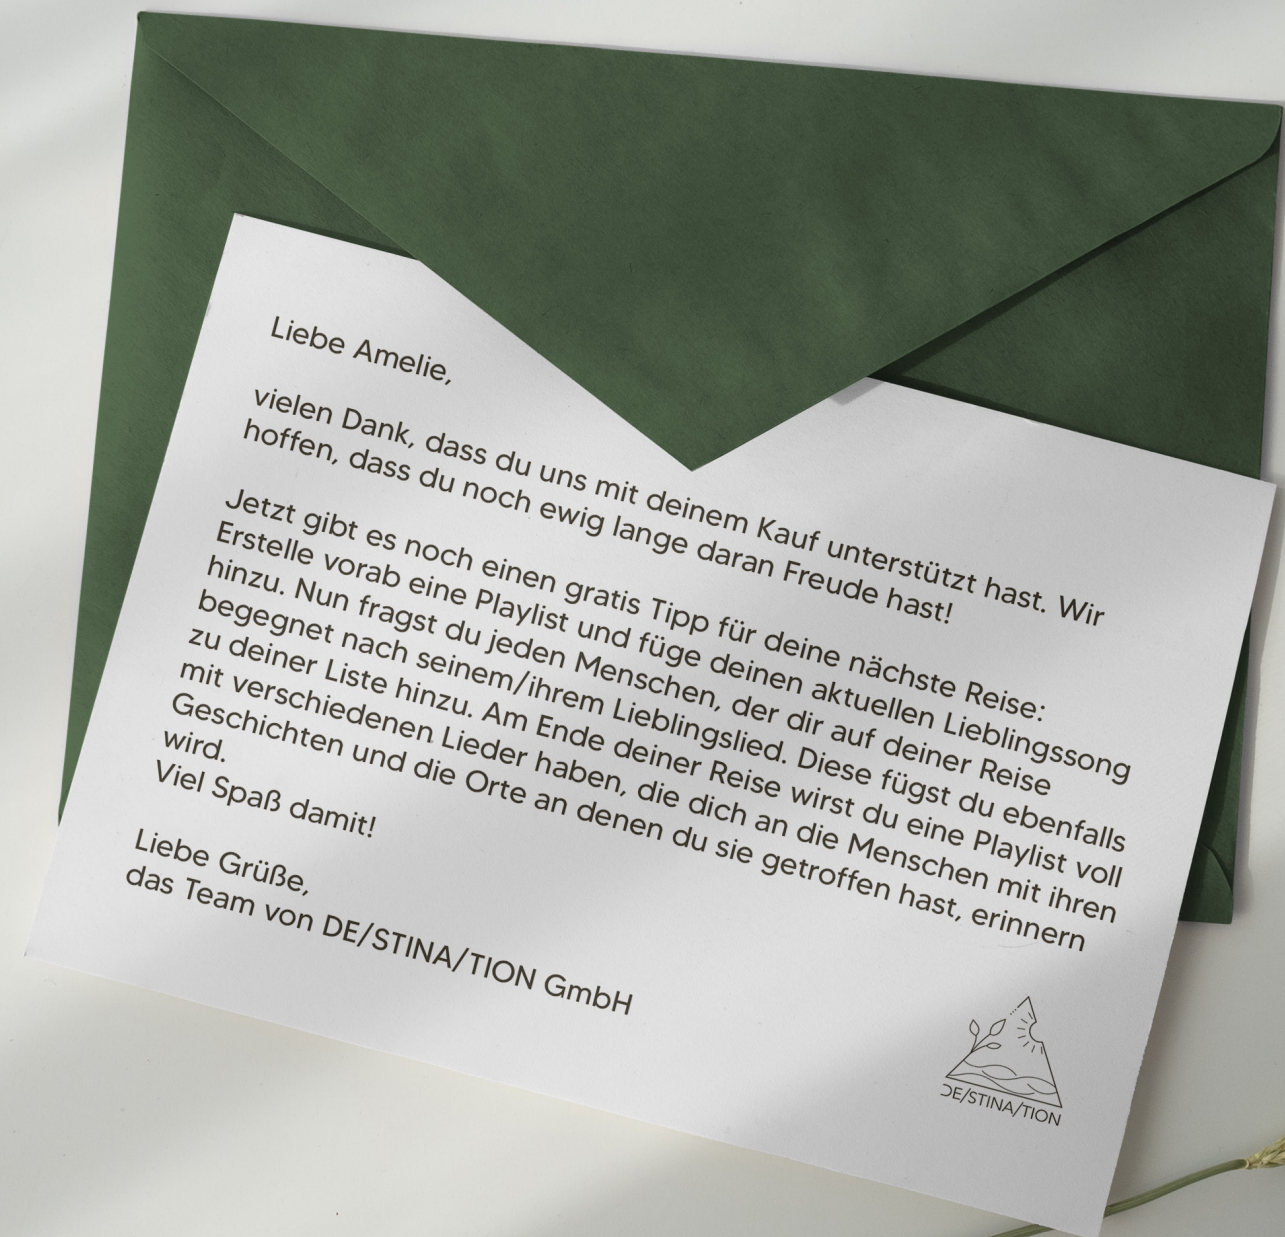 Liebe Amelie,
vielen Dank, dass du uns mit deinem Kauf unterstützt hast. Wir
hoffen, dass du noch ewig lange daran Freude hast!
Jetzt gibt es noch einen gratis Tipp für deine nächste Reise:
Erstelle vorab eine Playlist und füge deinen aktuellen Lieblingssong
hinzu. Nun fragst du jeden Menschen, der dir auf deiner Reise
begegnet nach seinem/ihrem Lieblingslied. Diese fügst du ebenfalls
zu deiner Liste hinzu. Am Ende deiner Reise wirst du eine Playlist voll
mit verschiedenen Lieder haben, die dich an die Menschen mit ihren
Geschichten und die Orte an denen du sie getroffen hast, erinnern
wird.
Viel Spaß damit!
Liebe Grüße,
das Team von DE/STINA/TION GmbH
DE/STINA/TION